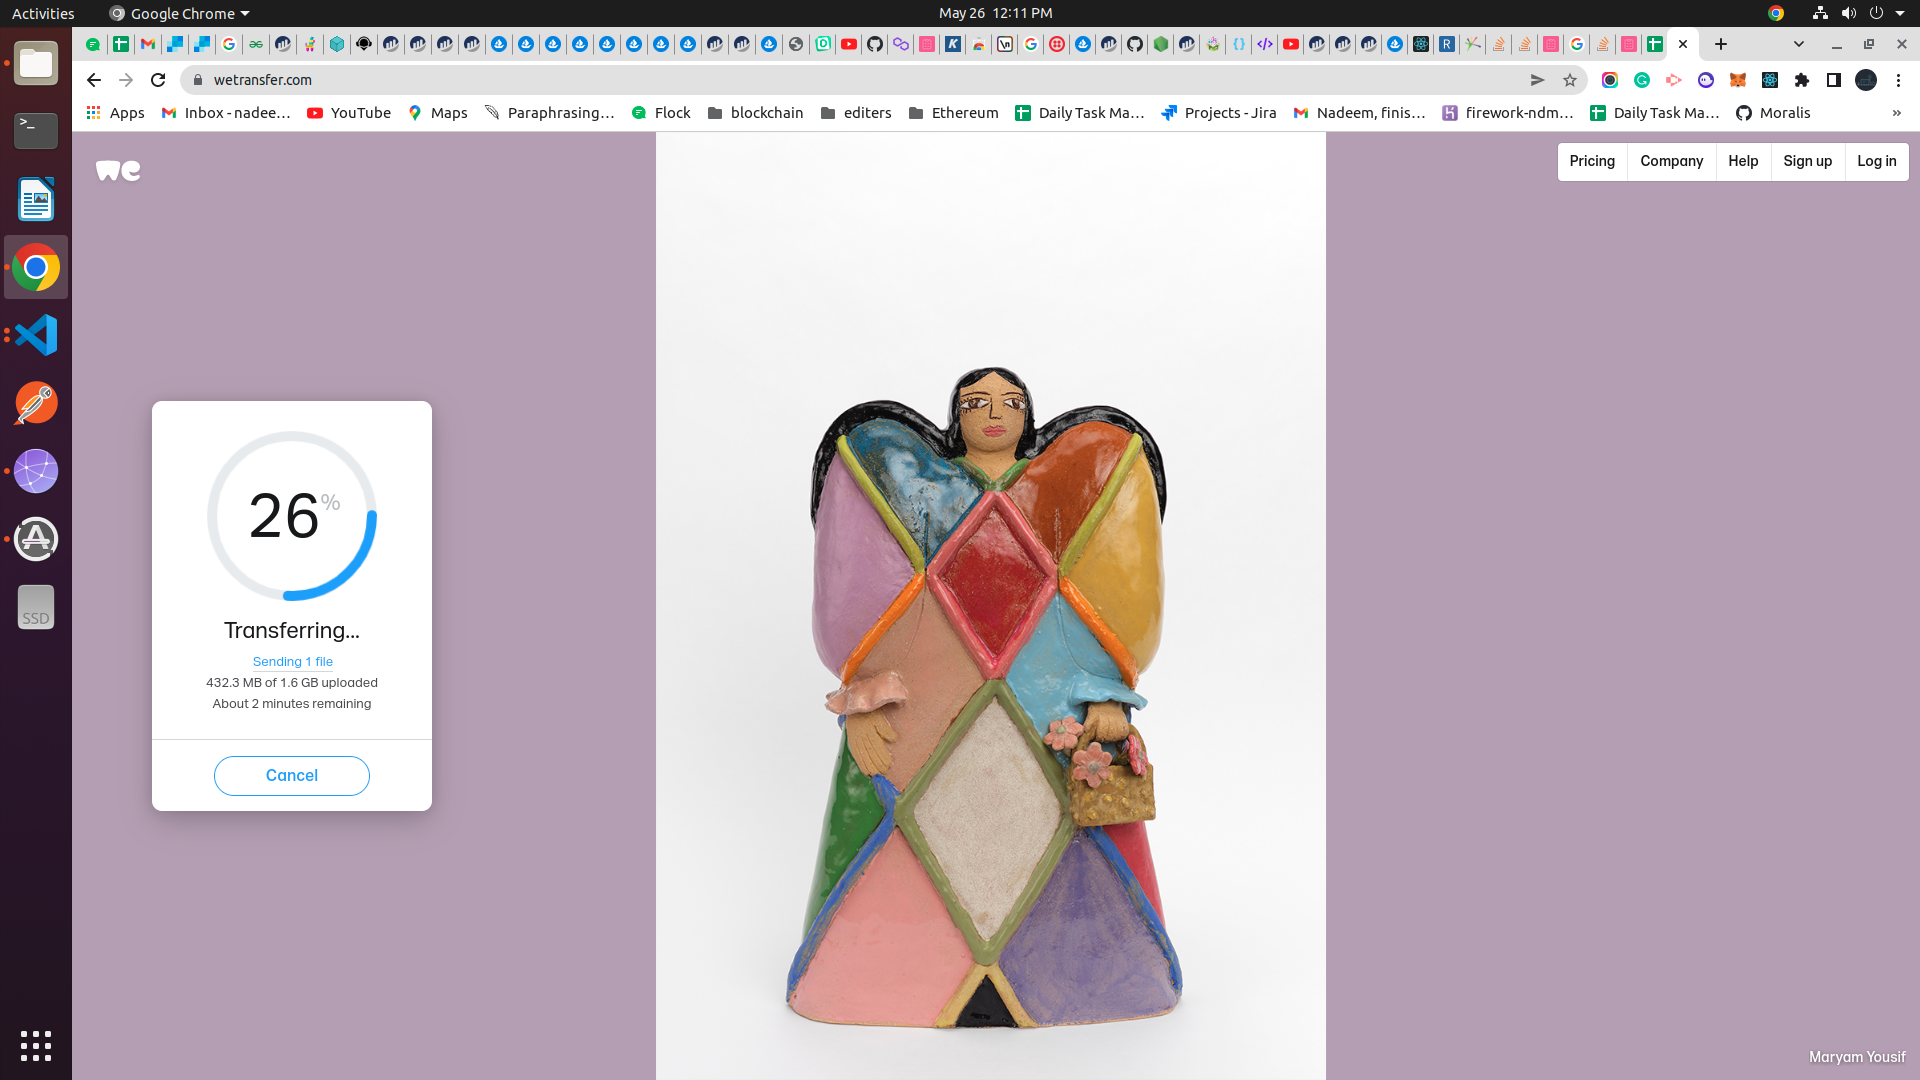 Activities
Google Chrome
May 26 12:11 PM
wetransfer.com
Apps
Inbox - nadee...
YouTube
Maps
Paraphrasing...
Flock
blockchain
editers
Ethereum
Daily Task Ma...
Projects - Jira
Nadeem, finis...
firework-ndm...
Daily Task Ma...
Moralis
»
we
Pricing
Company
Help
Sign up
Log in
26%
Transferring...
Sending 1 file
432.3 MB of 1.6 GB uploaded
About 2 minutes remaining
Cancel
SSD
Maryam Yousif